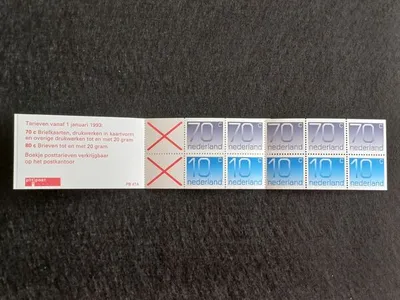 Tarieven vanaf 1 januari 1993:
70 c Briefkaarten, drukwerken in kaartvorm
en overige drukwerken tot en met 20 gram
80 c Brieven tot en met 20 gram
Boekje posttarieven verkrijgbaar
op het postkantoor
70 c 70 c 70 c 70 c 70 c
nederland nederland nederland nederland nederland
10 c 10 c 10 c 10 c 10 c
nederland nederland nederland nederland nederland